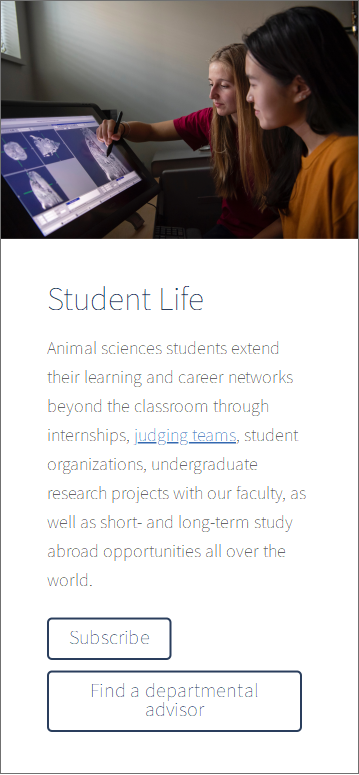 Student Life
Animal sciences students extend
their learning and career networks
beyond the classroom through
internships, judging teams, student
organizations, undergraduate
research projects with our faculty, as
well as short- and long-term study
abroad opportunities all over the
world.
Subscribe
Find a departmental
advisor